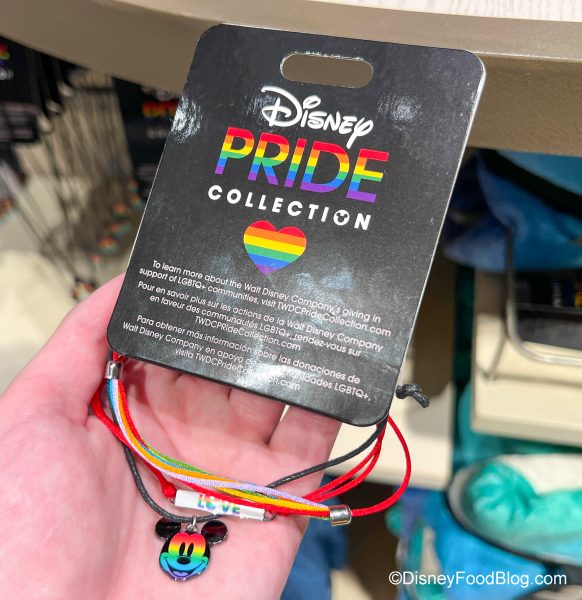 Disney
PRIDE
COLLECTION
To learn more about the Walt Disney Company's giving in
support of LGBTQ+ communities, visit TWDCPrideCollection.com
Pour en savoir plus sur les actions de la Walt Disney Company
en faveur des communautés LGBTQ+, rendez-vous sur
TWDCPrideCollection.com
Para obtener más información sobre las donaciones de
Walt Disney Company en apoyo de las comunidades LGBTQ+,
visita TWDCPrideCollection.com
LOVE
©DisneyFoodBlog.com